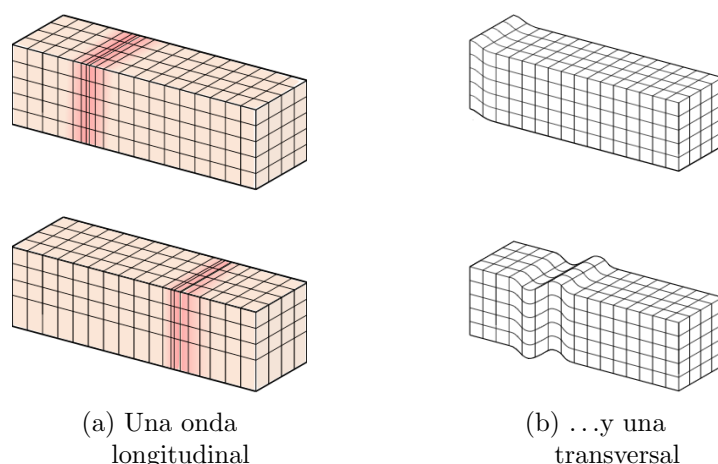 (a) Una onda
longitudinal
(b) …y una
transversal